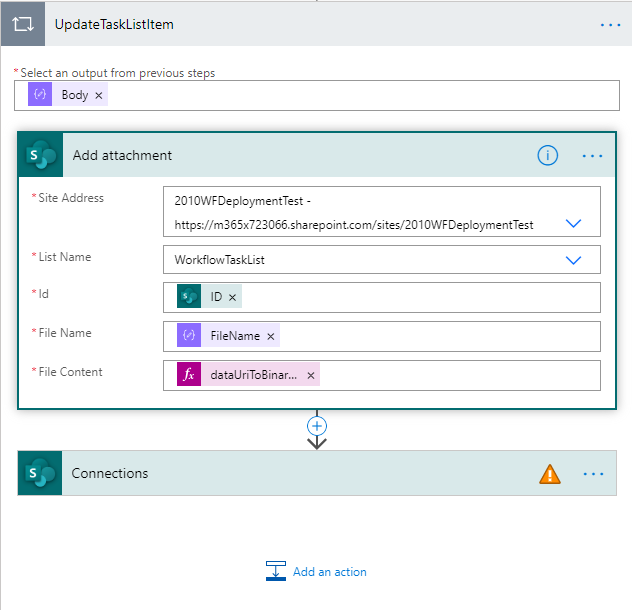 UpdateTaskListItem
* Select an output from previous steps
Body ×
S Add attachment
* Site Address
2010WFDeploymentTest -
https://m365x723066.sharepoint.com/sites/2010WFDeploymentTest
* List Name
WorkflowTaskList
* Id
S ID ×
* File Name
FileName ×
* File Content
fx dataUriToBinar... ×
S Connections
Add an action